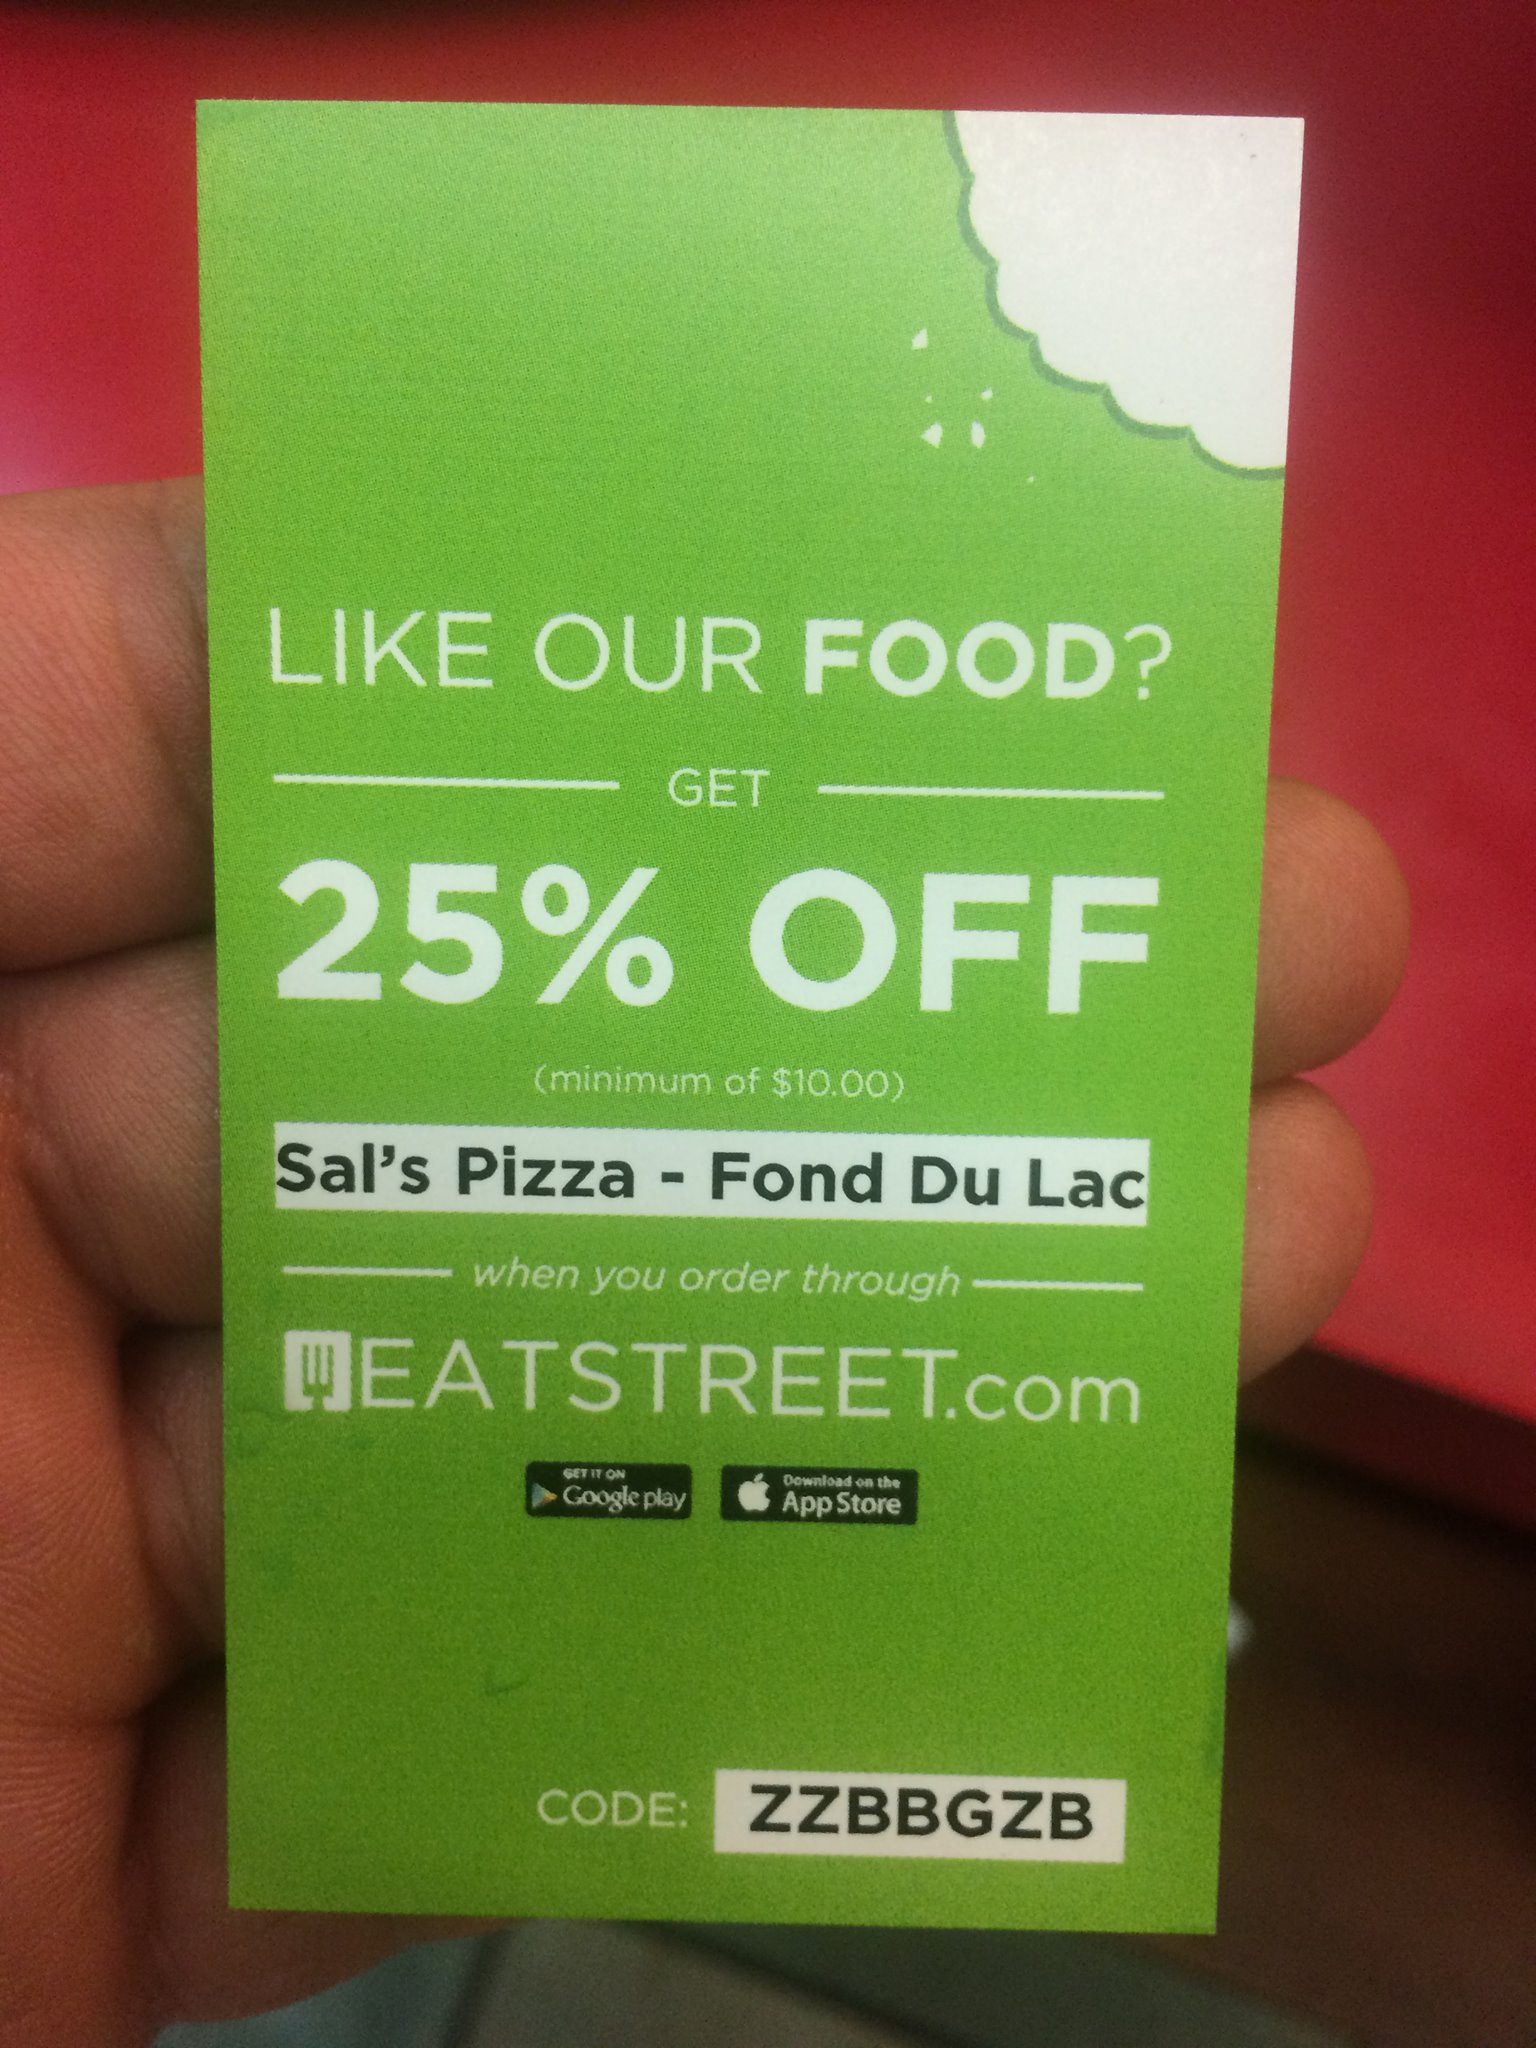 LIKE OUR FOOD?
GET
25% OFF
(minimum of $10.00)
Sal's Pizza - Fond Du Lac
when you order through
EATSTREET.com
GET IT ON
Google play
Download on the
App Store
CODE: ZZBBGZB